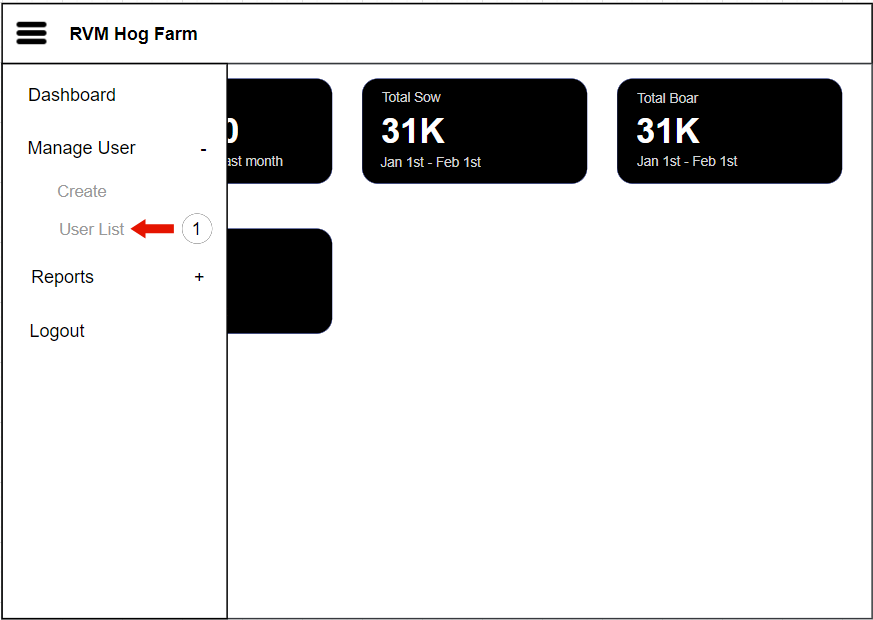 RVM Hog Farm
Dashboard
Manage User -
Create
User List 1
Reports +
Logout
0
ast month
Total Sow
31K
Jan 1st - Feb 1st
Total Boar
31K
Jan 1st - Feb 1st